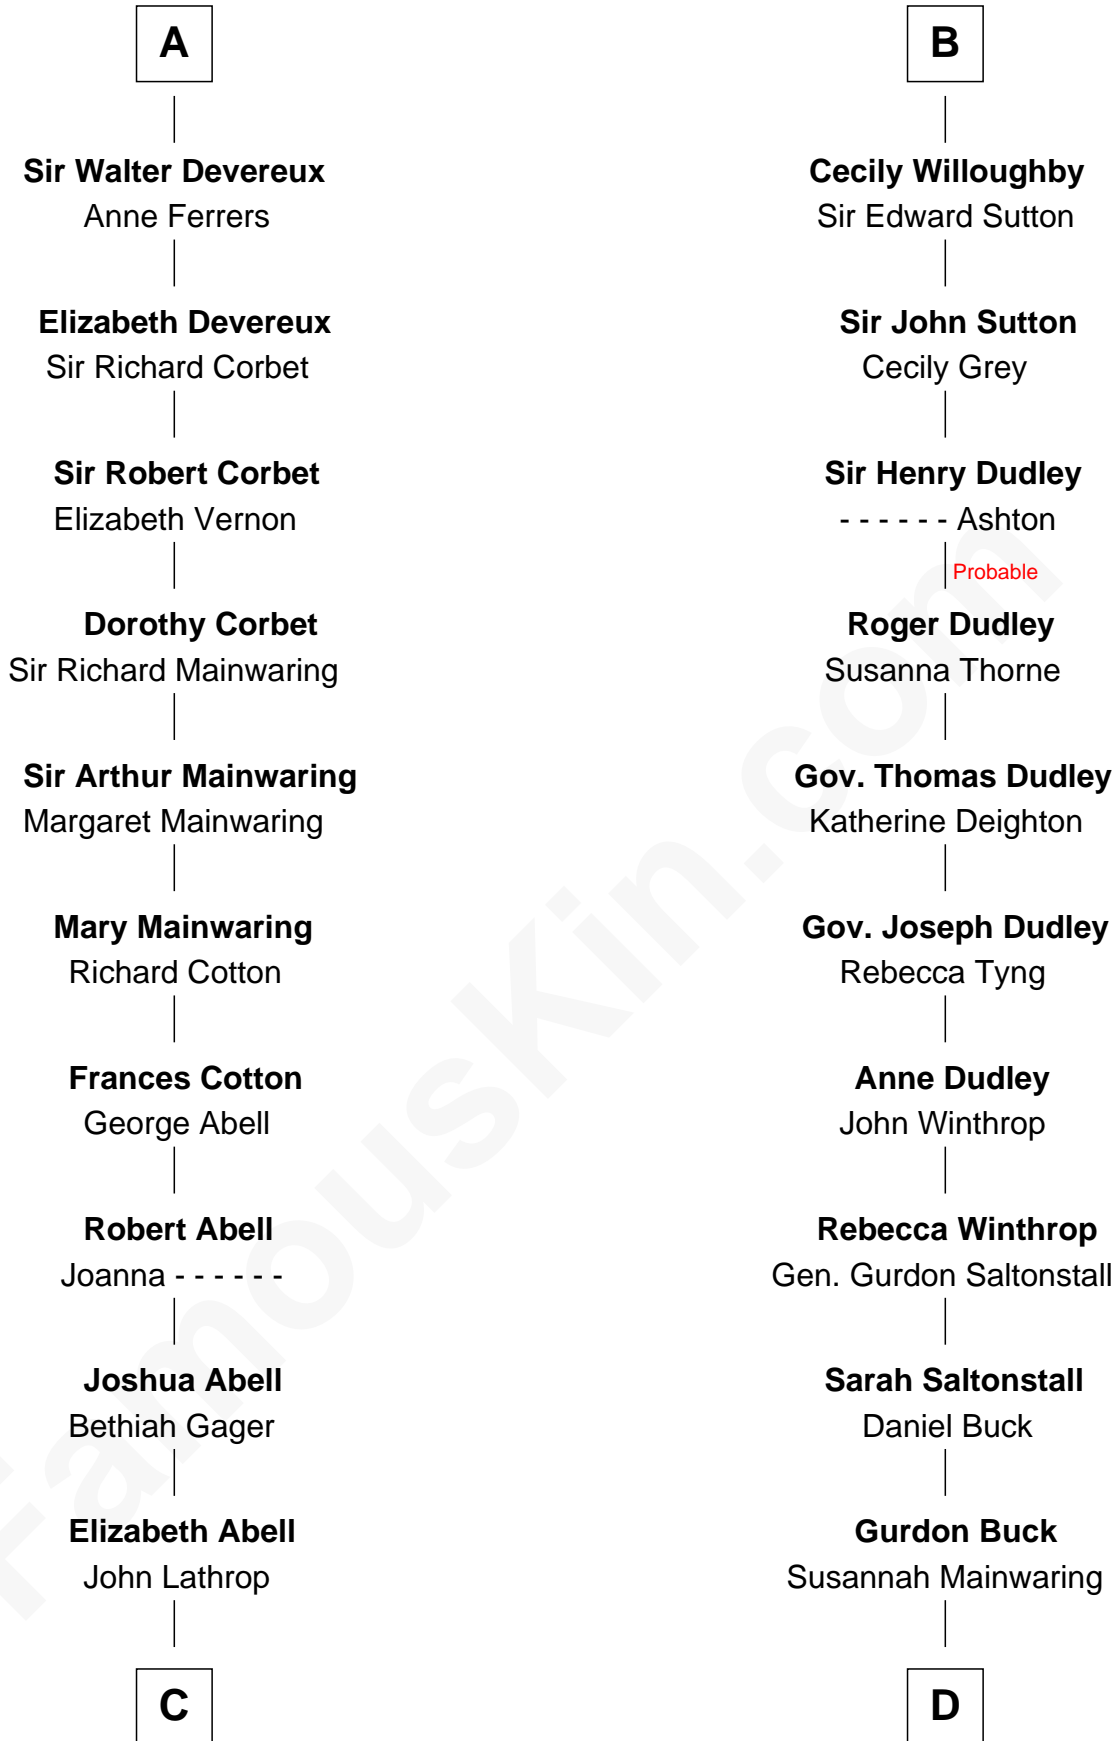 A
Sir Walter Devereux
Anne Ferrers
Elizabeth Devereux
Sir Richard Corbet
Sir Robert Corbet
Elizabeth Vernon
Dorothy Corbet
Sir Richard Mainwaring
Sir Arthur Mainwaring
Margaret Mainwaring
Mary Mainwaring
Richard Cotton
Frances Cotton
George Abell
Robert Abell
Joanna - - - - - -
Joshua Abell
Bethiah Gager
Elizabeth Abell
John Lathrop
C
B
Cecily Willoughby
Sir Edward Sutton
Sir John Sutton
Cecily Grey
Sir Henry Dudley
- - - - - - Ashton
Probable
Roger Dudley
Susanna Thorne
Gov. Thomas Dudley
Katherine Deighton
Gov. Joseph Dudley
Rebecca Tyng
Anne Dudley
John Winthrop
Rebecca Winthrop
Gen. Gurdon Saltonstall
Sarah Saltonstall
Daniel Buck
Gurdon Buck
Susannah Mainwaring
D
FamousKin.com